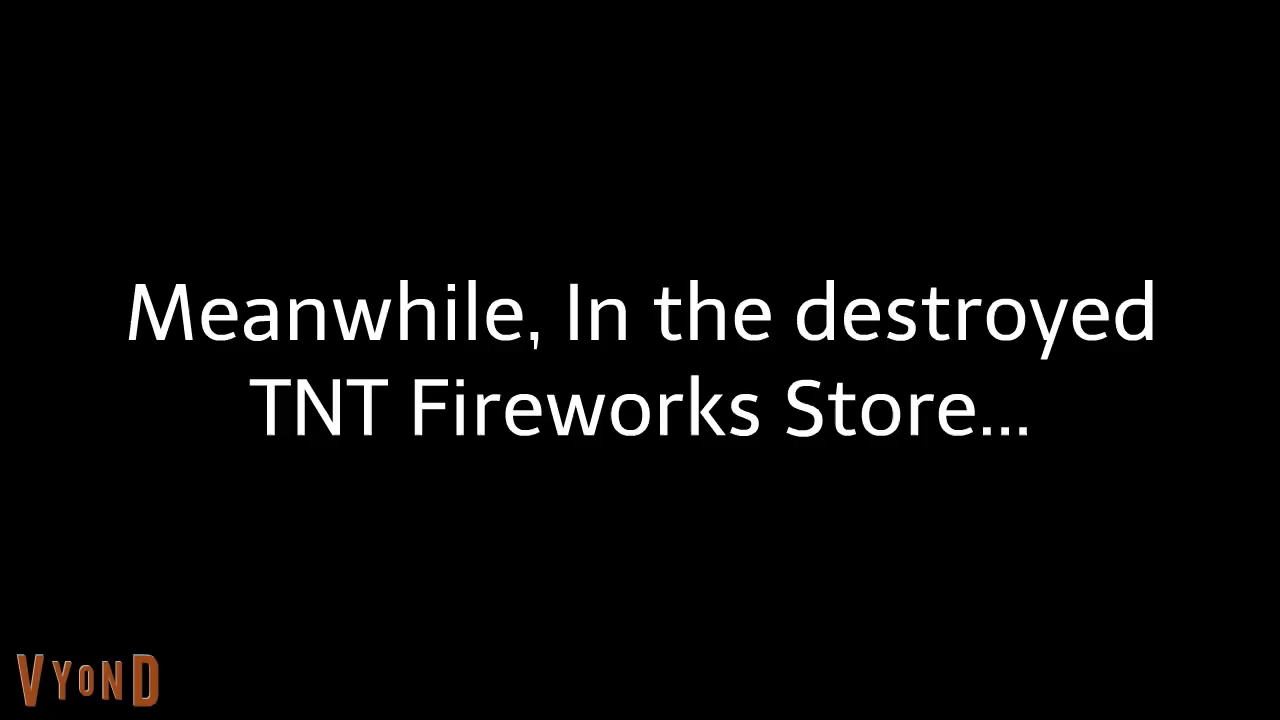 Meanwhile, In the destroyed
TNT Fireworks Store...
VYOND